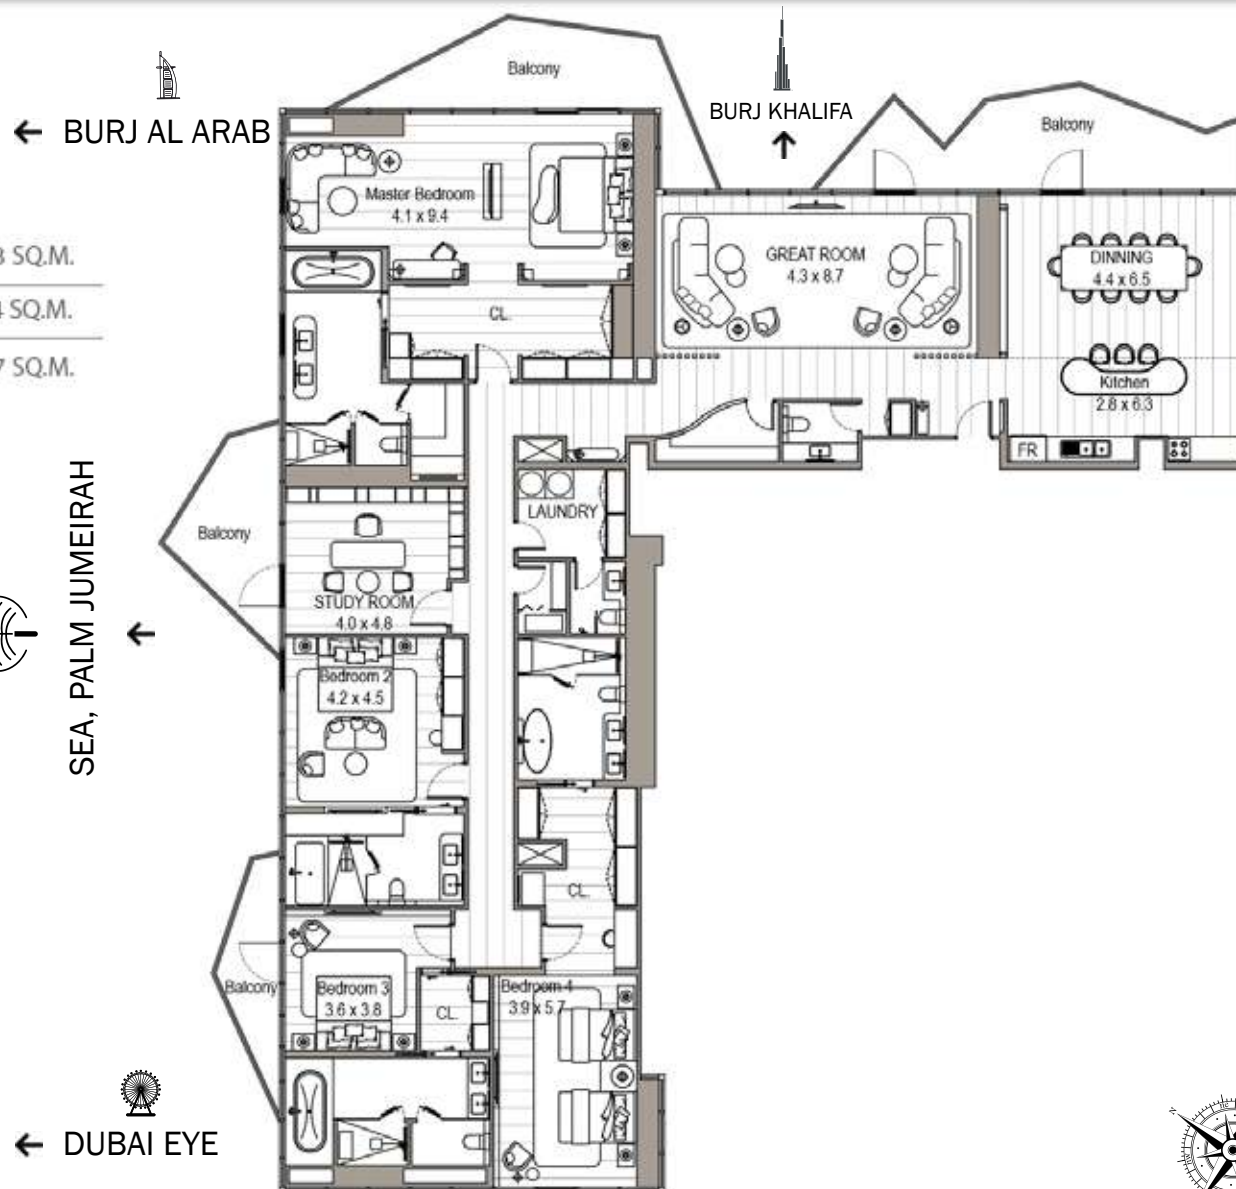 Balcony
BURJ KHALIFA
Balcony
BURJ AL ARAB
Master Bedroom
4.1 x 9.4
3 SQ.M.
4 SQ.M.
7 SQ.M.
GREAT ROOM
4.3 x 8.7
DINNING
4.4 x 6.5
CL.
Kitchen
2.8 x 6.3
FR
SEA, PALM JUMEIRAH
Balcony
LAUNDRY
STUDY ROOM
4.0 x 4.8
Bedroom 2
4.2 x 4.5
CL.
Balcony
Bedroom 3
3.6 x 3.8
CL.
Bedroom 4
3.9 x 5.7
DUBAI EYE